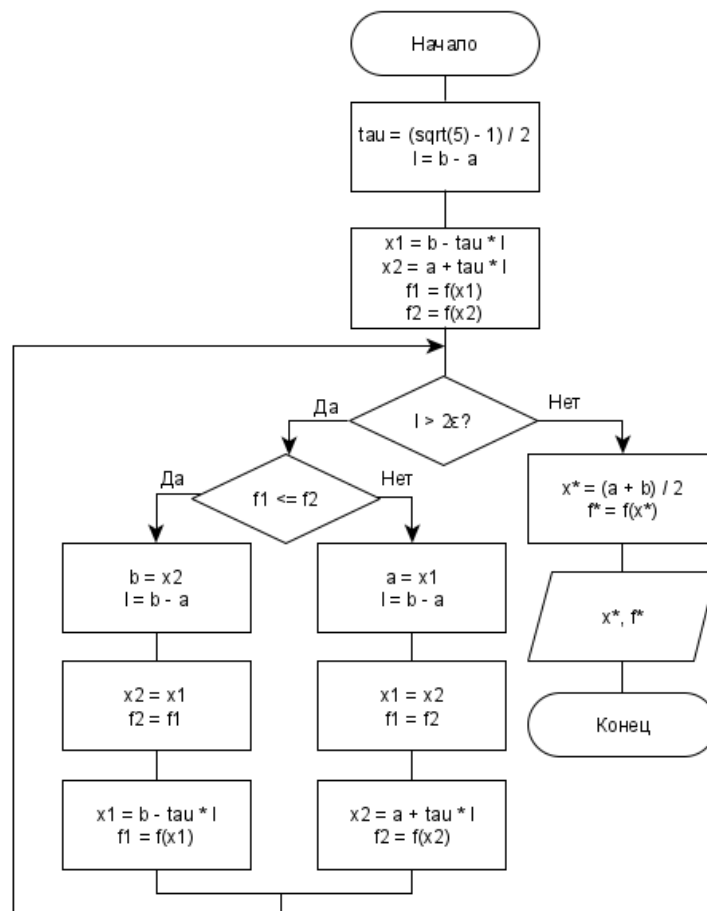 Начало
tau = (sqrt(5) - 1) / 2
l = b - a
x1 = b - tau * l
x2 = a + tau * l
f1 = f(x1)
f2 = f(x2)
l > 2ε?
Да
Нет
f1 <= f2
Да
Нет
x* = (a + b) / 2
f* = f(x*)
b = x2
l = b - a
a = x1
l = b - a
x*, f*
x2 = x1
f2 = f1
x1 = x2
f1 = f2
Конец
x1 = b - tau * l
f1 = f(x1)
x2 = a + tau * l
f2 = f(x2)